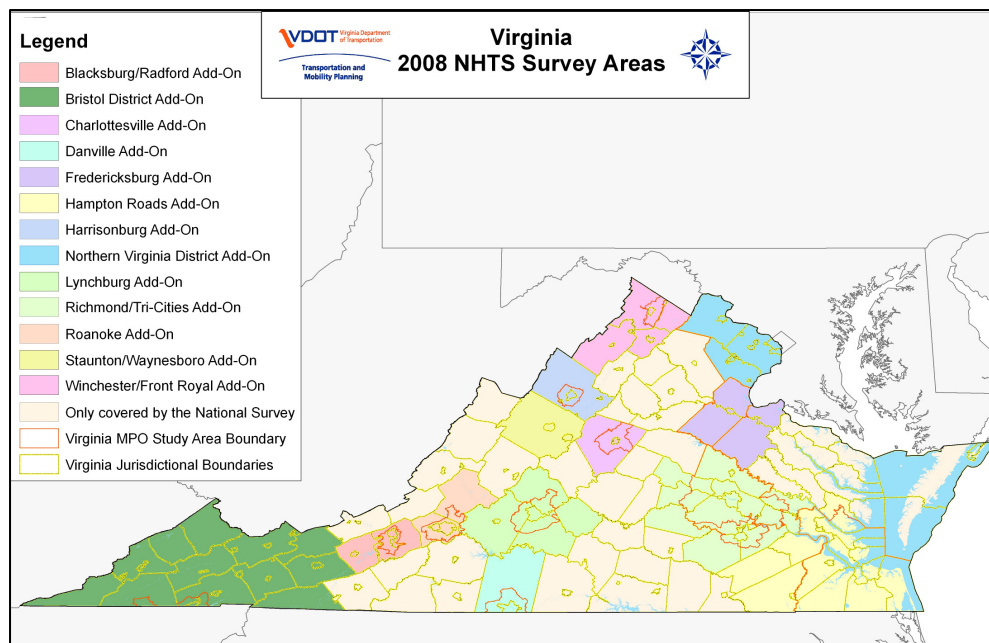 Legend
Blacksburg/Radford Add-On
Bristol District Add-On
Charlottesville Add-On
Danville Add-On
Fredericksburg Add-On
Hampton Roads Add-On
Harrisonburg Add-On
Northern Virginia District Add-On
Lynchburg Add-On
Richmond/Tri-Cities Add-On
Roanoke Add-On
Staunton/Waynesboro Add-On
Winchester/Front Royal Add-On
Only covered by the National Survey
Virginia MPO Study Area Boundary
Virginia Jurisdictional Boundaries
VDOT Virginia Department
of Transportation
Transportation and
Mobility Planning
Virginia
2008 NHTS Survey Areas